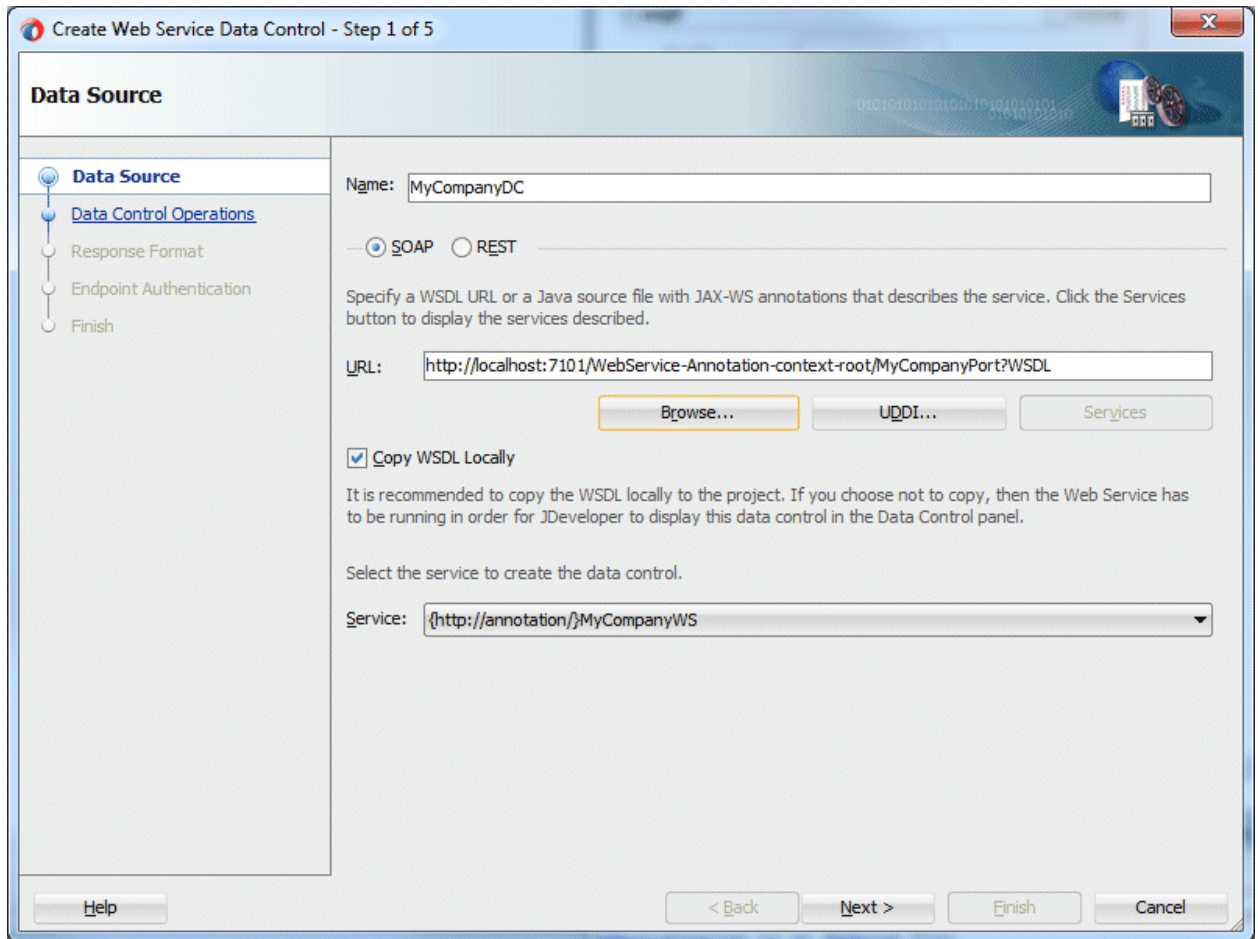 Create Web Service Data Control - Step 1 of 5
X
Data Source
010101010101010101010101
01010101010
Data Source
Data Control Operations
Response Format
Endpoint Authentication
Finish
Name: MyCompanyDC
SOAP REST
Specify a WSDL URL or a Java source file with JAX-WS annotations that describes the service. Click the Services
button to display the services described.
URL: http://localhost:7101/WebService-Annotation-context-root/MyCompanyPort?WSDL
Browse... UDDI... Services
Copy WSDL Locally
It is recommended to copy the WSDL locally to the project. If you choose not to copy, then the Web Service has
to be running in order for JDeveloper to display this data control in the Data Control panel.
Select the service to create the data control.
Service: {http://annotation/}MyCompanyWS
Help < Back Next > Finish Cancel